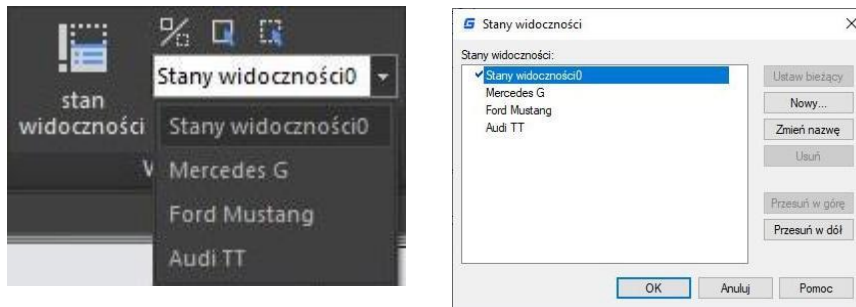 stan
widoczności
Stany widoczności0
Stany widoczności0
Mercedes G
Ford Mustang
Audi TT
Stany widoczności
Stany widoczności:
Stany widoczności0
Mercedes G
Ford Mustang
Audi TT
Ustaw bieżący
Nowy...
Zmień nazwę
Usuń
Przesuń w górę
Przesuń w dół
OK
Anuluj
Pomoc